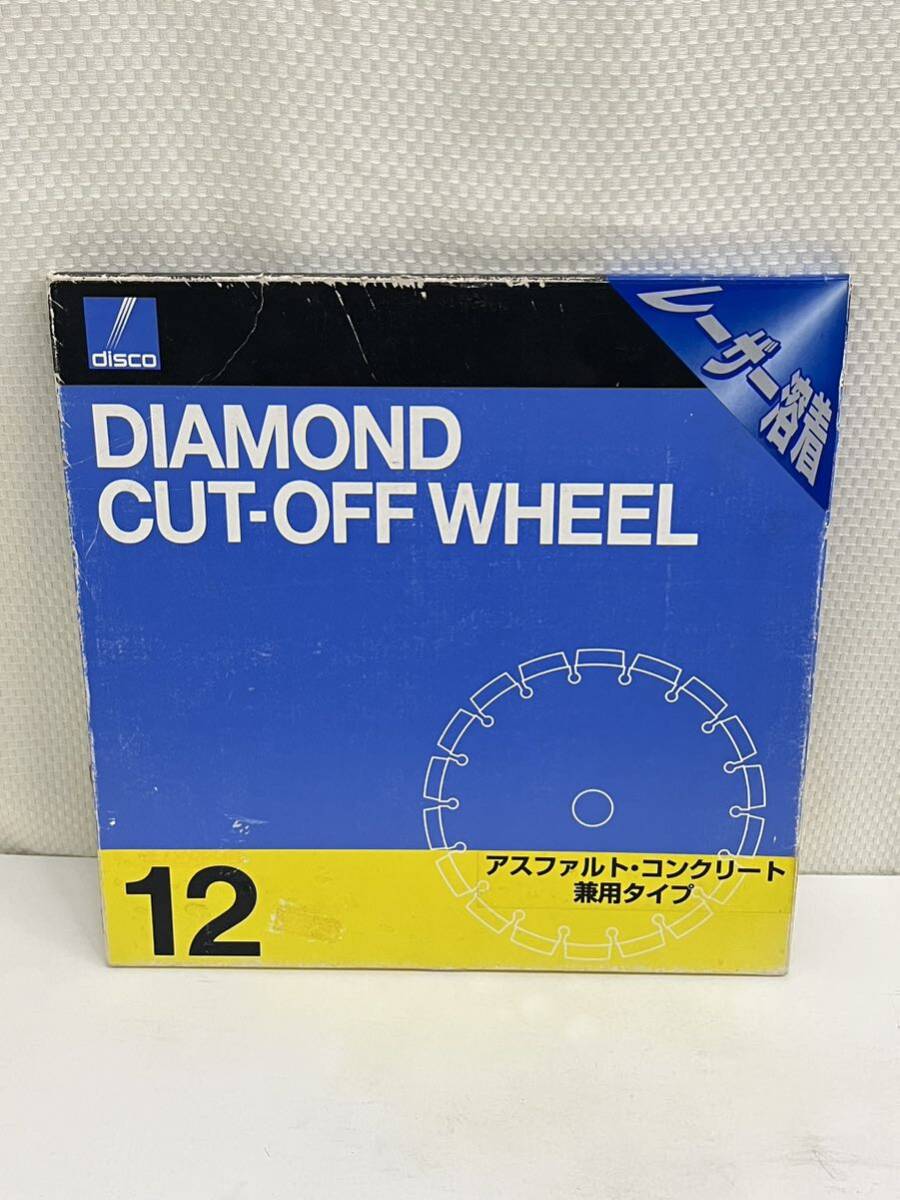 disco
レーザー溶着
DIAMOND
CUT-OFF WHEEL
アスファルト・コンクリート
兼用タイプ
12